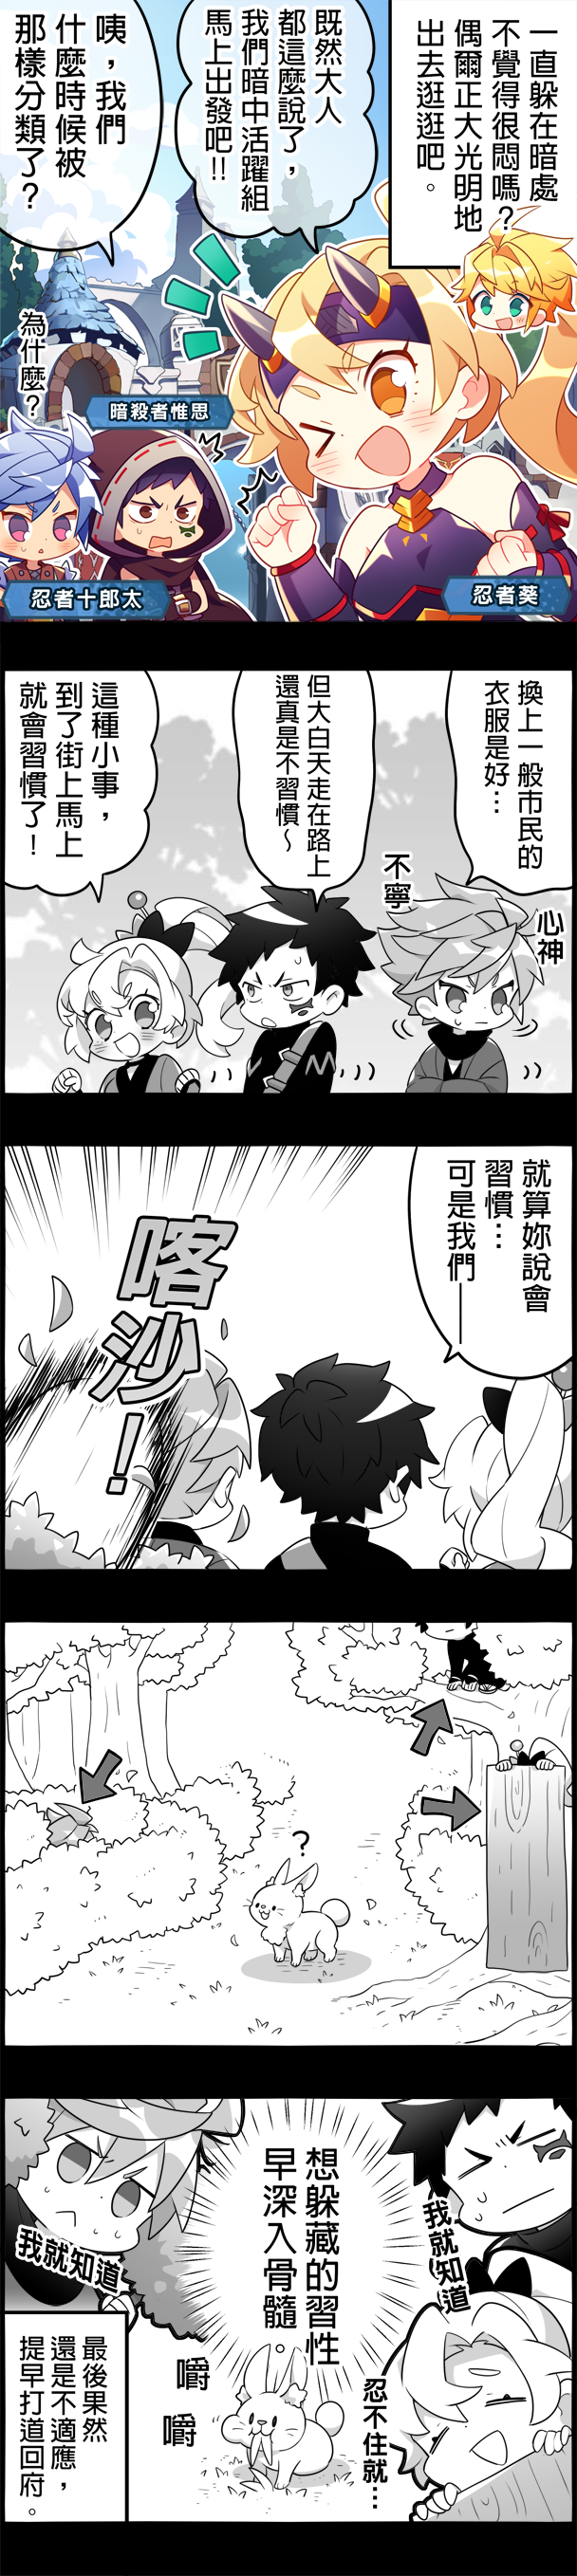 一直躲在暗處
不覺得很悶嗎?
偶爾正大光明地
出去逛逛吧。
既然大人
都這麼說了，
我們暗中活躍組
馬上出發吧!!
咦，我們
什麼時候被
那樣分類了?
為什麼?
暗殺者惟思
忍者十郎太
忍者葵
換上一般市民的
衣服是好…
但大白天走在路上
還真是不習慣～
這種小事，
到了街上馬上
就會習慣了!
心神
不寧
就算妳說會
習慣…
可是我們——
喀沙!
?
想躲藏的習性
早深入骨髓。
我就知道
我就知道
忍不住就…
嚼
嚼
最後果然
還是不適應，
提早打道回府。